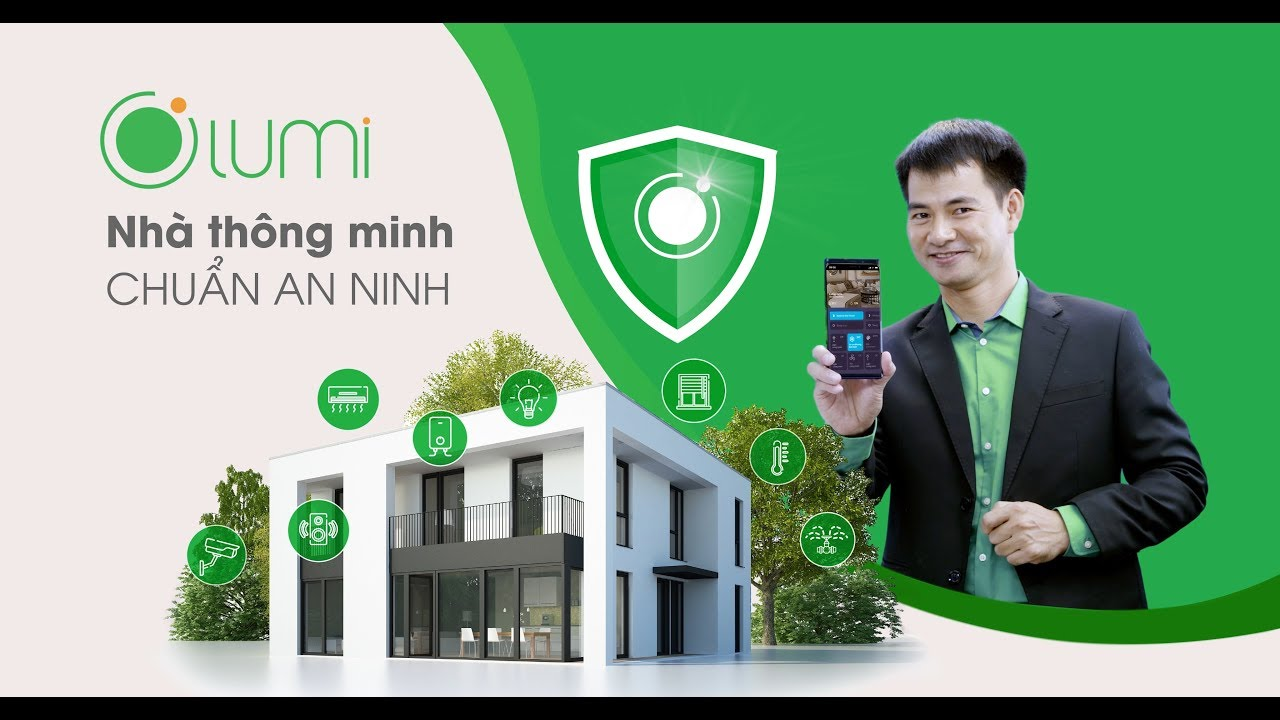 lumi
Nhà thông minh
CHUẨN AN NINH